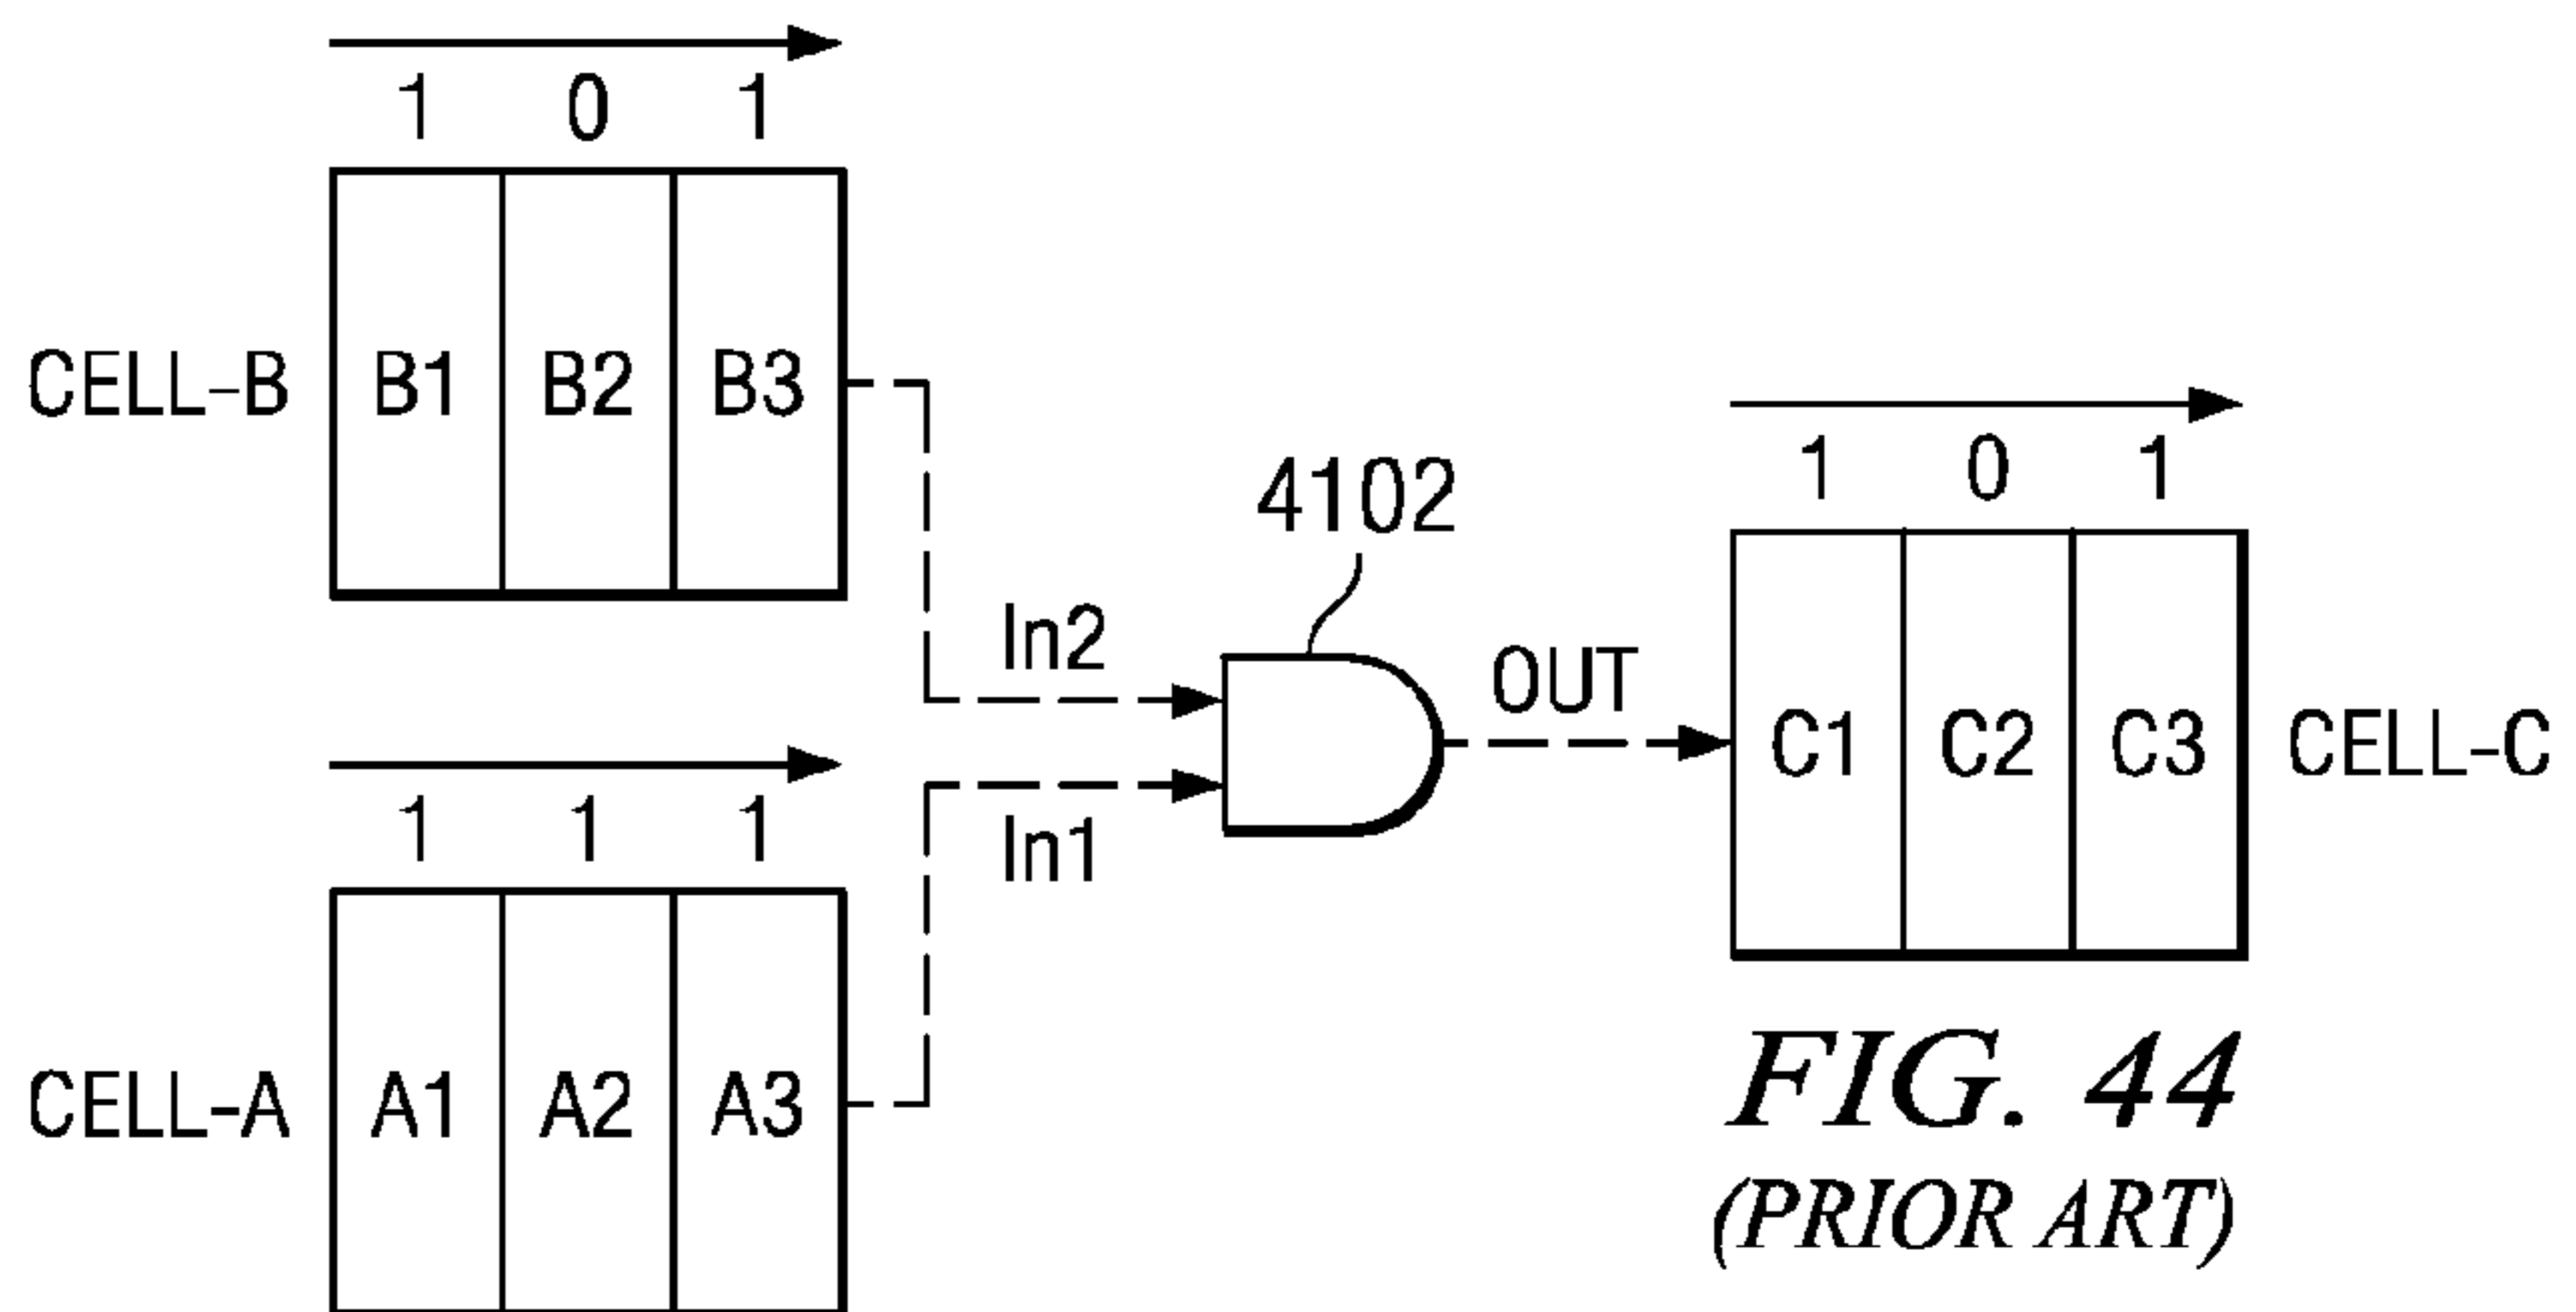 1 0 1
CELL-B B1 B2 B3
In2
4102
OUT
1 0 1
C1 C2 C3 CELL-C
In1
1 1 1
CELL-A A1 A2 A3
FIG. 44
(PRIOR ART)